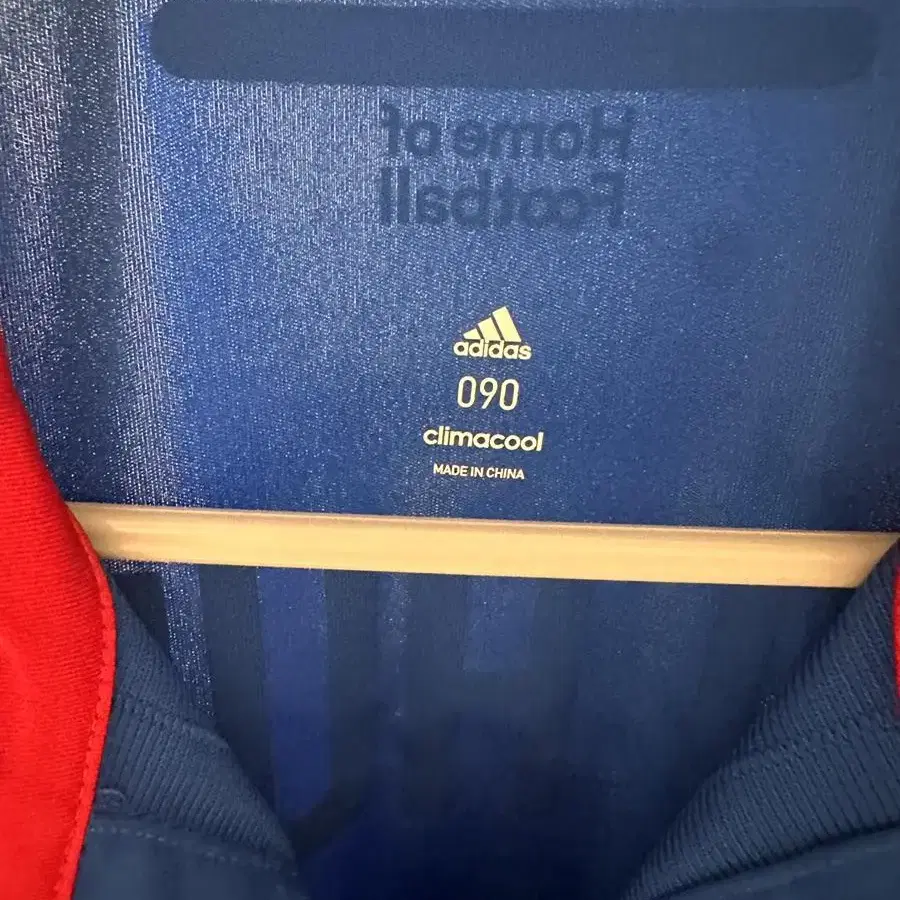 Home of
Football
adidas
090
climacool
MADE IN CHINA